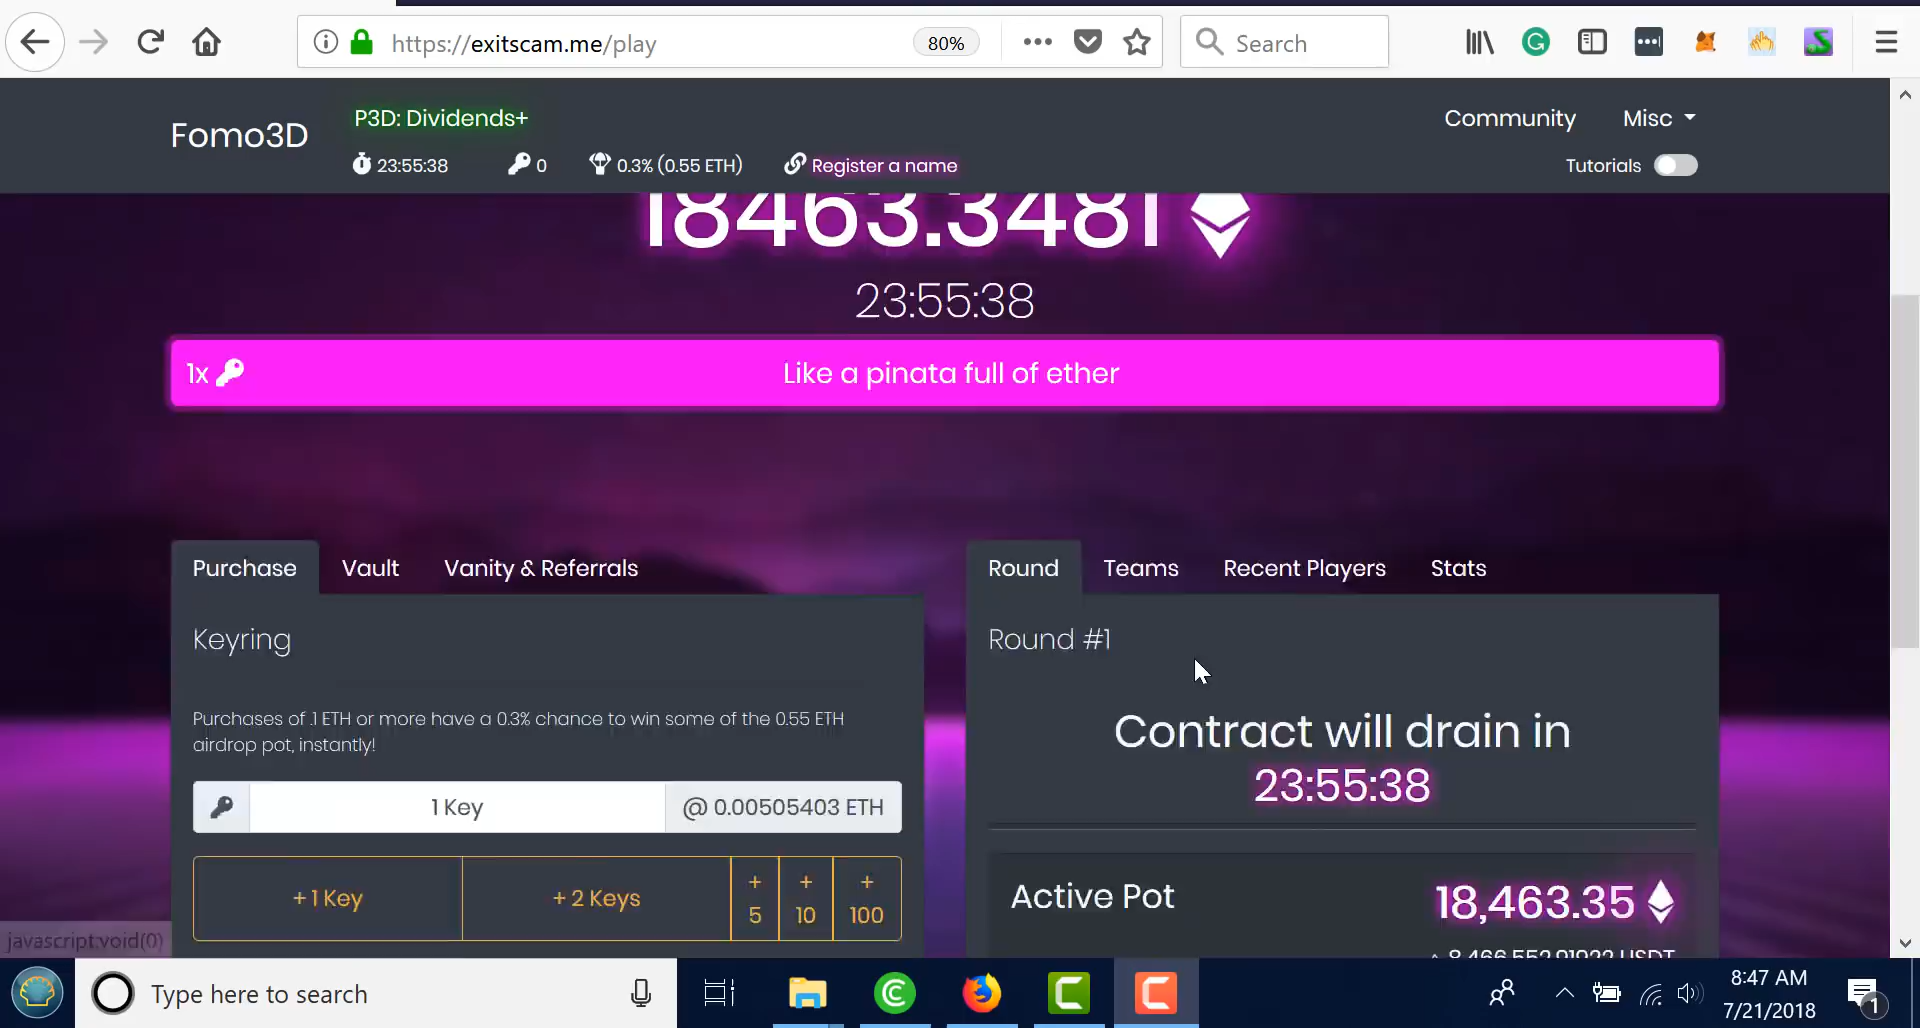 https://exitscam.me/play
80%
Search
Fomo3D
P3D: Dividends+
Community
Misc
23:55:38
0
0.3% (0.55 ETH)
Register a name
Tutorials
18463.3481
23:55:38
1x
Like a pinata full of ether
Purchase
Vault
Vanity & Referrals
Round
Teams
Recent Players
Stats
Keyring
Round #1
Purchases of .1 ETH or more have a 0.3% chance to win some of the 0.55 ETH
airdrop pot, instantly!
Contract will drain in
23:55:38
1 Key
@ 0.00505403 ETH
+ 1 Key
+ 2 Keys
+
5
+
10
+
100
Active Pot
18,463.35
javascript:void(0)
Type here to search
8:47 AM
7/21/2018
1